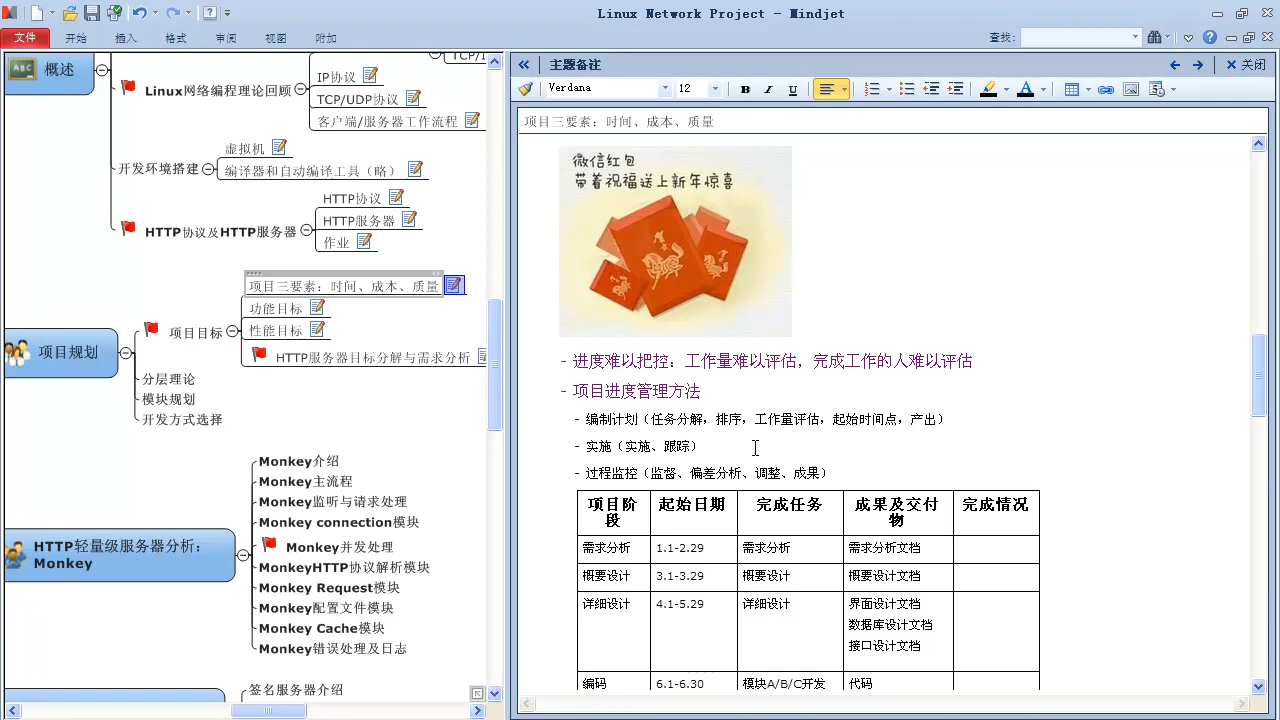 Linux Network Project - Mindjet
文件
开始
插入
格式
审阅
视图
附加
查找:
概述
Linux网络编程理论回顾
IP协议
TCP/UDP协议
客户端/服务器工作流程
开发环境搭建
虚拟机
编译器和自动编译工具（略）
HTTP协议及HTTP服务器
HTTP协议
HTTP服务器
作业
项目规划
项目目标
项目三要素：时间、成本、质量
功能目标
性能目标
HTTP服务器目标分解与需求分析
分层理论
模块规划
开发方式选择
HTTP轻量级服务器分析：
Monkey
Monkey介绍
Monkey主流程
Monkey监听与请求处理
Monkey connection模块
Monkey并发处理
MonkeyHTTP协议解析模块
Monkey Request模块
Monkey配置文件模块
Monkey Cache模块
Monkey错误处理及日志
签名服务器介绍
主题备注
关闭
Verdana
12
B I U
项目三要素：时间、成本、质量
微信红包
带着祝福送上新年惊喜
- 进度难以把控：工作量难以评估，完成工作的人难以评估
- 项目进度管理方法
- 编制计划（任务分解，排序，工作量评估，起始时间点，产出）
- 实施（实施、跟踪）
- 过程监控（监督、偏差分析、调整、成果）
项目阶段 起始日期 完成任务 成果及交付物 完成情况
需求分析 1.1-2.29 需求分析 需求分析文档
概要设计 3.1-3.29 概要设计 概要设计文档
详细设计 4.1-5.29 详细设计 界面设计文档
数据库设计文档
接口设计文档
编码 6.1-6.30 模块A/B/C开发 代码